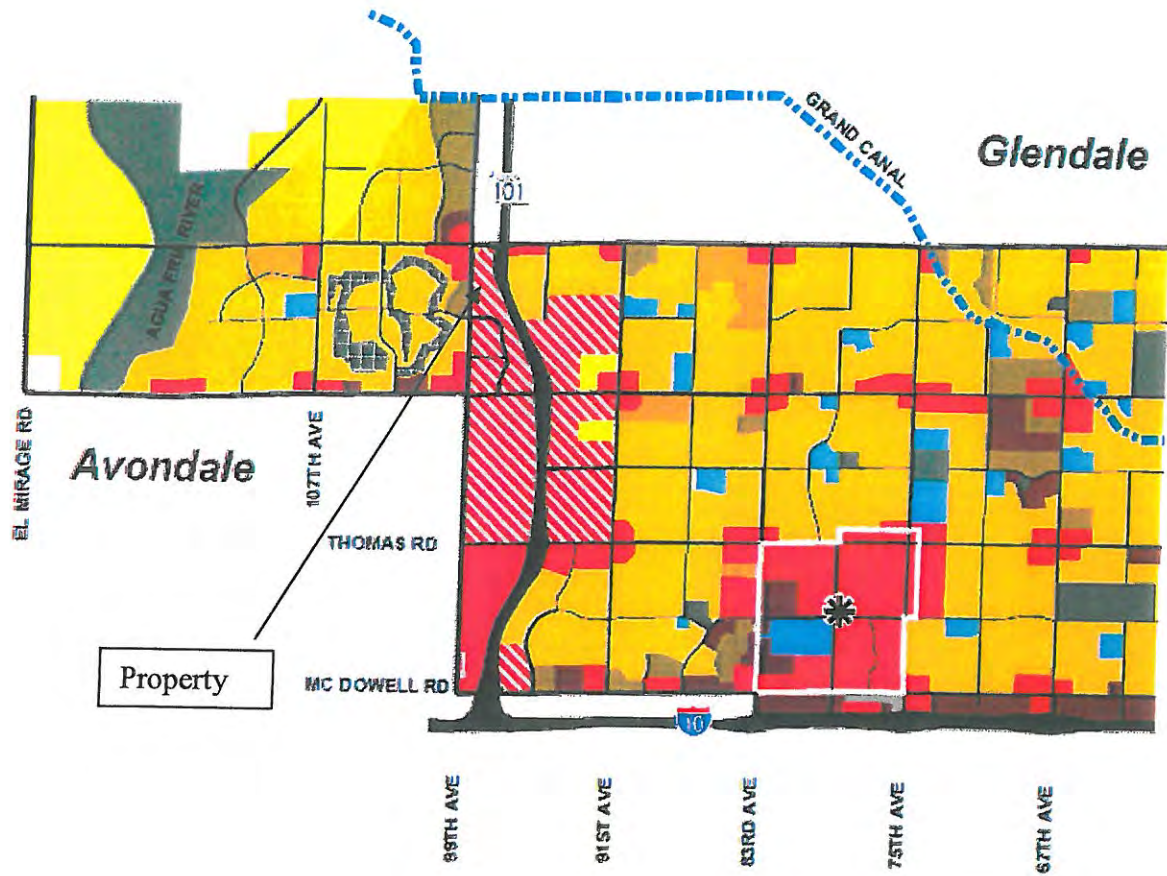 GRAND CANAL
Glendale
101
AGUA FRIA RIVER
EL MIRAGE RD
Avondale
107TH AVE
THOMAS RD
Property
MC DOWELL RD
10
99TH AVE
91ST AVE
83RD AVE
75TH AVE
67TH AVE